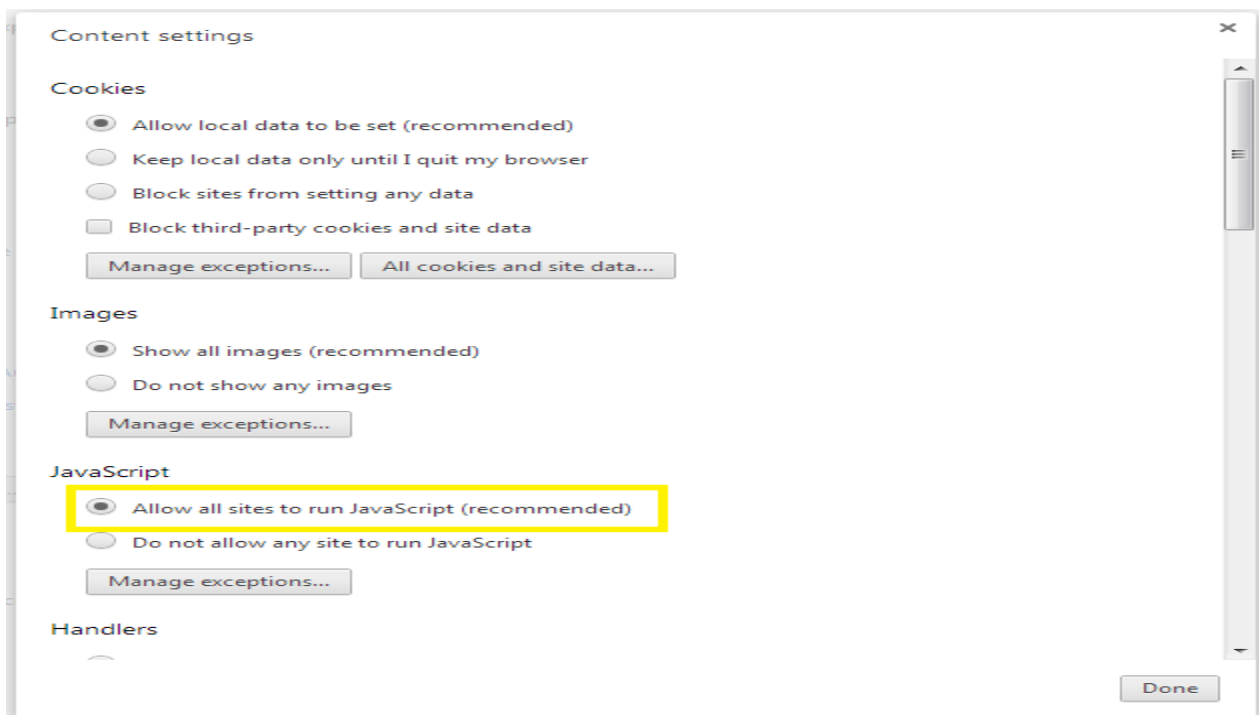 Content settings
Cookies
Allow local data to be set (recommended)
Keep local data only until I quit my browser
Block sites from setting any data
Block third-party cookies and site data
Manage exceptions... All cookies and site data...
Images
Show all images (recommended)
Do not show any images
Manage exceptions...
JavaScript
Allow all sites to run JavaScript (recommended)
Do not allow any site to run JavaScript
Manage exceptions...
Handlers
Done